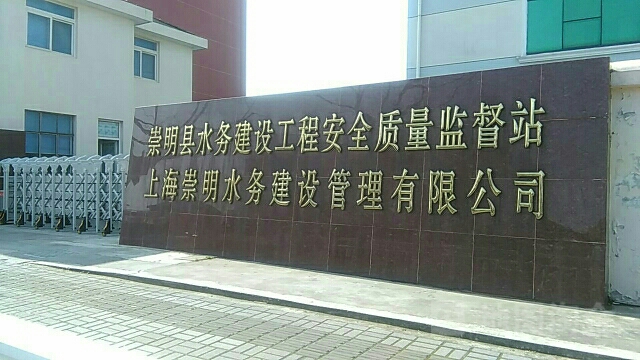 崇明县水务建设工程安全质量监督站
上海崇明水务建设管理有限公司